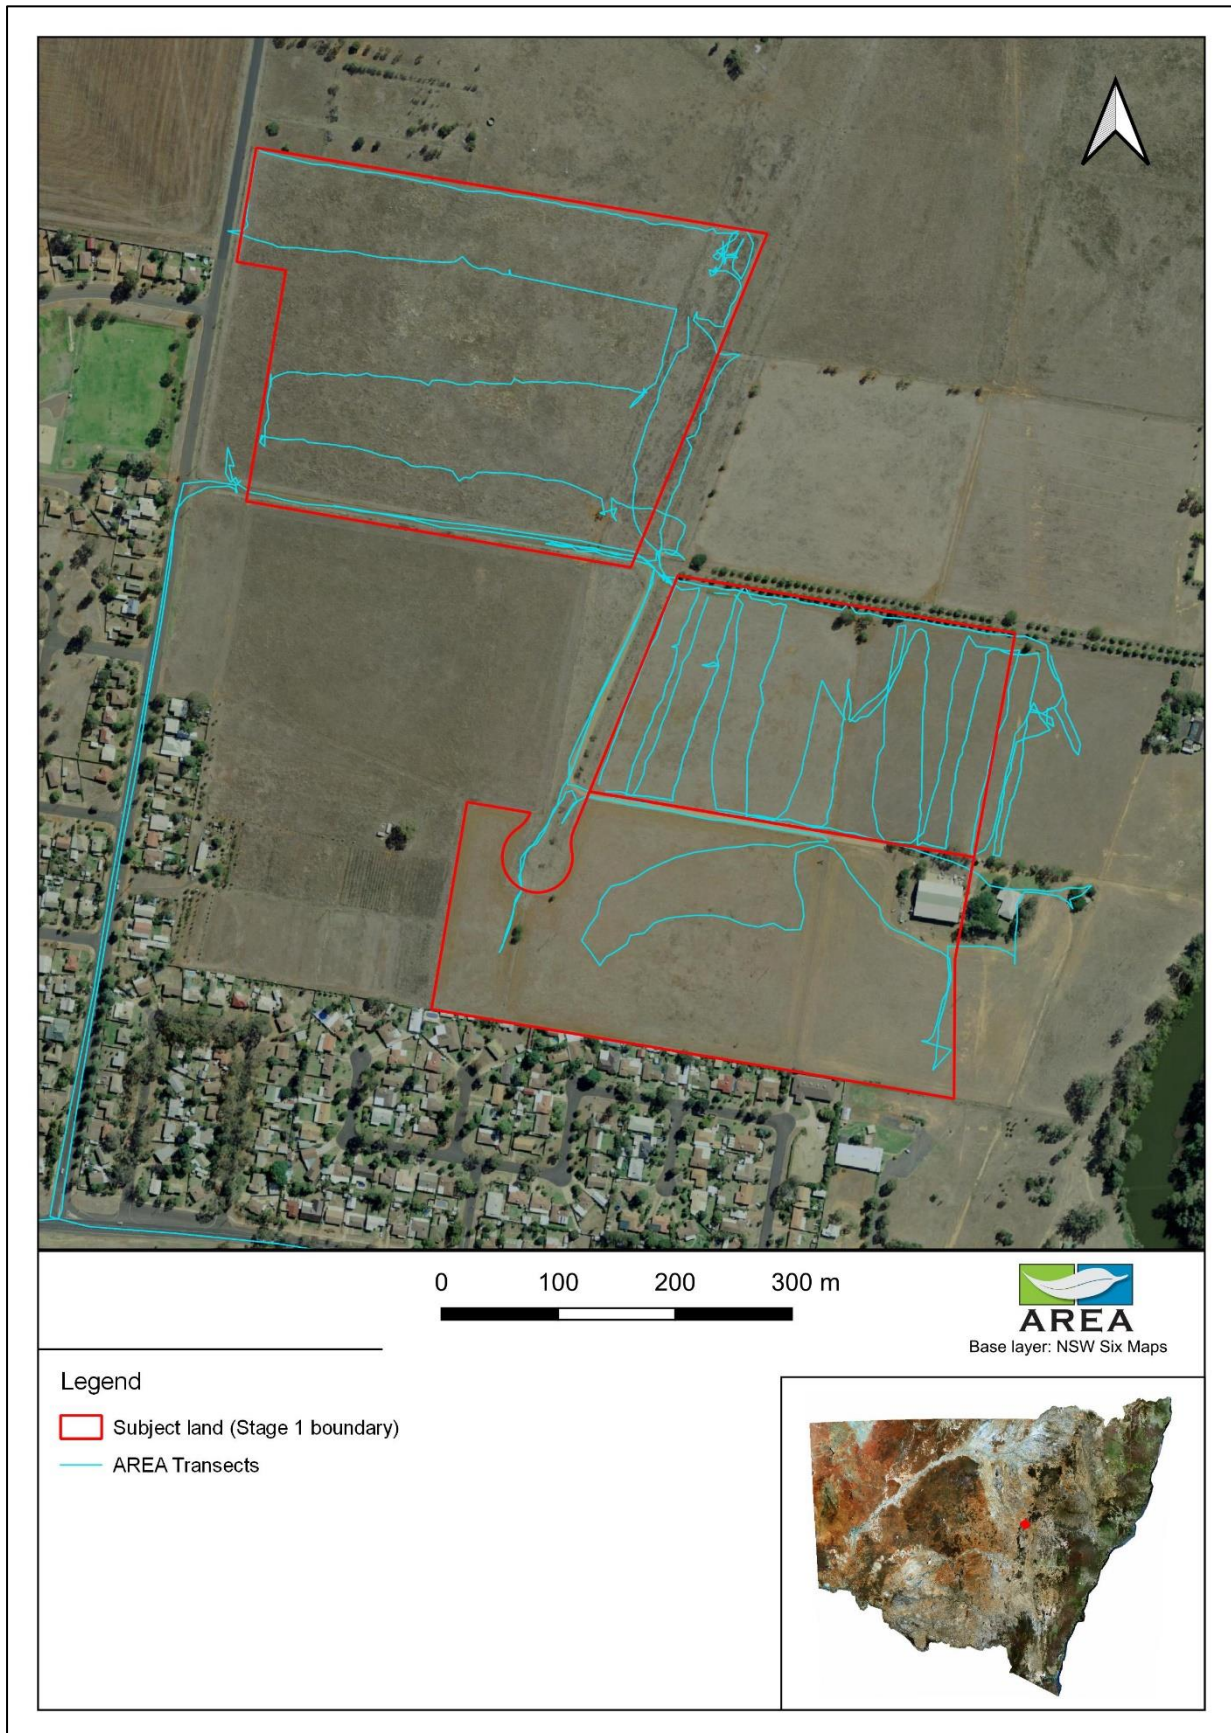 0 100 200 300 m
AREA
Base layer: NSW Six Maps
Legend
Subject land (Stage 1 boundary)
AREA Transects